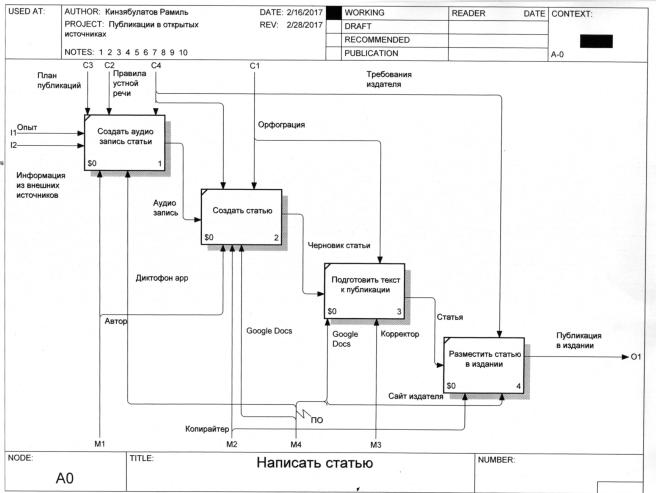 USED AT:
AUTHOR: Кинзябулатов Рамиль
DATE: 2/16/2017
PROJECT: Публикации в открытых
источниках
REV: 2/28/2017
NOTES: 1 2 3 4 5 6 7 8 9 10
WORKING
DRAFT
RECOMMENDED
PUBLICATION
READER
DATE
CONTEXT:
A-0
C3
C2
C4
C1
План
публикаций
Правила
устной
речи
Требования
издателя
I1
Опыт
I2
Создать аудио
запись статьи
$0
1
Орфограция
Информация
из внешних
источников
Аудио
запись
Создать статью
$0
2
Черновик статьи
Диктофон app
Подготовить текст
к публикации
$0
3
Автор
Google Docs
Google
Docs
Корректор
Статья
Публикация
в издании
O1
Разместить статью
в издании
$0
4
Сайт издателя
ПО
Копирайтер
M1
M2
M4
M3
NODE:
A0
TITLE:
Написать статью
NUMBER: